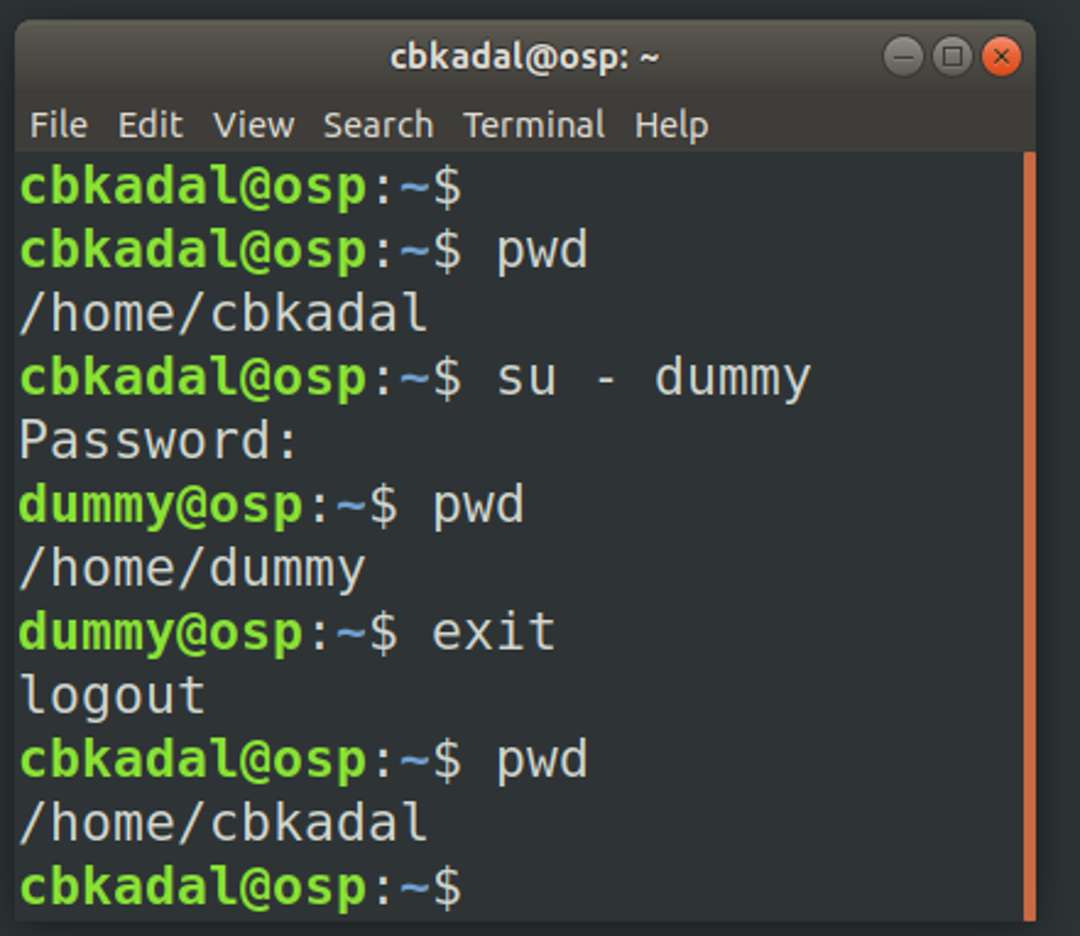 cbkadal@osp: ~
File Edit View Search Terminal Help
cbkadal@osp:~$
cbkadal@osp:~$ pwd
/home/cbkadal
cbkadal@osp:~$ su - dummy
Password:
dummy@osp:~$ pwd
/home/dummy
dummy@osp:~$ exit
logout
cbkadal@osp:~$ pwd
/home/cbkadal
cbkadal@osp:~$